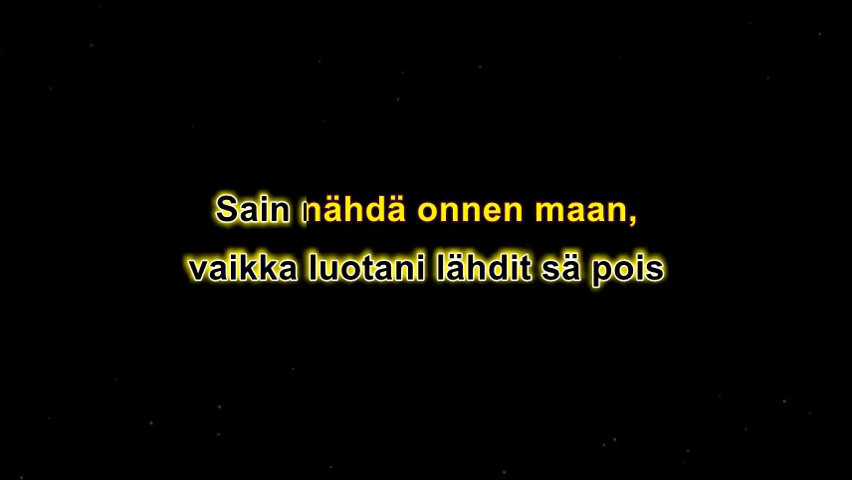 Sain nähdä onnen maan,
vaikka luotani lähdit sä pois